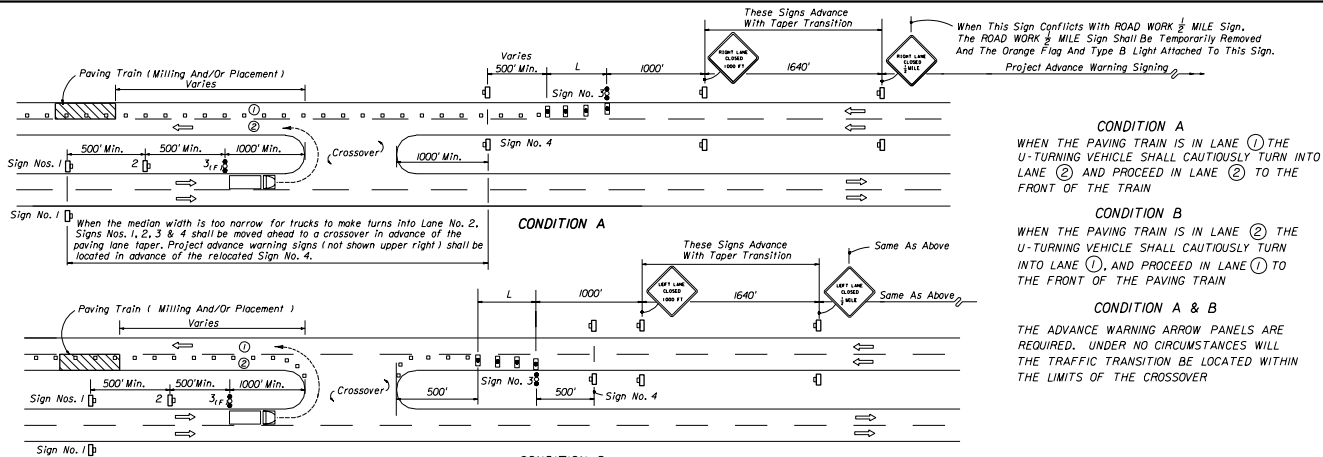 These Signs Advance
With Taper Transition
When This Sign Conflicts With ROAD WORK 1/2 MILE Sign,
The ROAD WORK 1/2 MILE Sign Shall Be Temporarily Removed
And The Orange Flag And Type B Light Attached To This Sign.
RIGHT LANE
CLOSED
1000 FT
RIGHT LANE
CLOSED
1/2 MILE
Paving Train (Milling And/Or Placement)
Varies
Varies
500' Min.
L
1000'
1640'
Project Advance Warning Signing
Sign No. 3
1
2
500' Min.
500' Min.
1000' Min.
Crossover
1000' Min.
Sign No. 4
Sign Nos. 1
2
3 (F)
Sign No. 1
When the median width is too narrow for trucks to make turns into Lane No. 2,
Signs Nos. 1, 2, 3 & 4 shall be moved ahead to a crossover in advance of the
paving lane taper. Project advance warning signs (not shown upper right) shall be
located in advance of the relocated Sign No. 4.
CONDITION A
CONDITION A
WHEN THE PAVING TRAIN IS IN LANE 1 THE
U-TURNING VEHICLE SHALL CAUTIOUSLY TURN INTO
LANE 2 AND PROCEED IN LANE 2 TO THE
FRONT OF THE TRAIN
CONDITION B
WHEN THE PAVING TRAIN IS IN LANE 2 THE
U-TURNING VEHICLE SHALL CAUTIOUSLY TURN
INTO LANE 1, AND PROCEED IN LANE 1 TO
THE FRONT OF THE PAVING TRAIN
CONDITION A & B
THE ADVANCE WARNING ARROW PANELS ARE
REQUIRED. UNDER NO CIRCUMSTANCES WILL
THE TRAFFIC TRANSITION BE LOCATED WITHIN
THE LIMITS OF THE CROSSOVER
These Signs Advance
With Taper Transition
Same As Above
LEFT LANE
CLOSED
1000 FT
LEFT LANE
CLOSED
1/2 MILE
Same As Above
Paving Train ( Milling And/Or Placement )
Varies
L
1000'
1640'
1
2
500' Min.
500' Min.
1000' Min.
Crossover
500'
Sign No. 3
500'
Sign No. 4
Sign Nos. 1
2
3 (F)
Sign No. 1